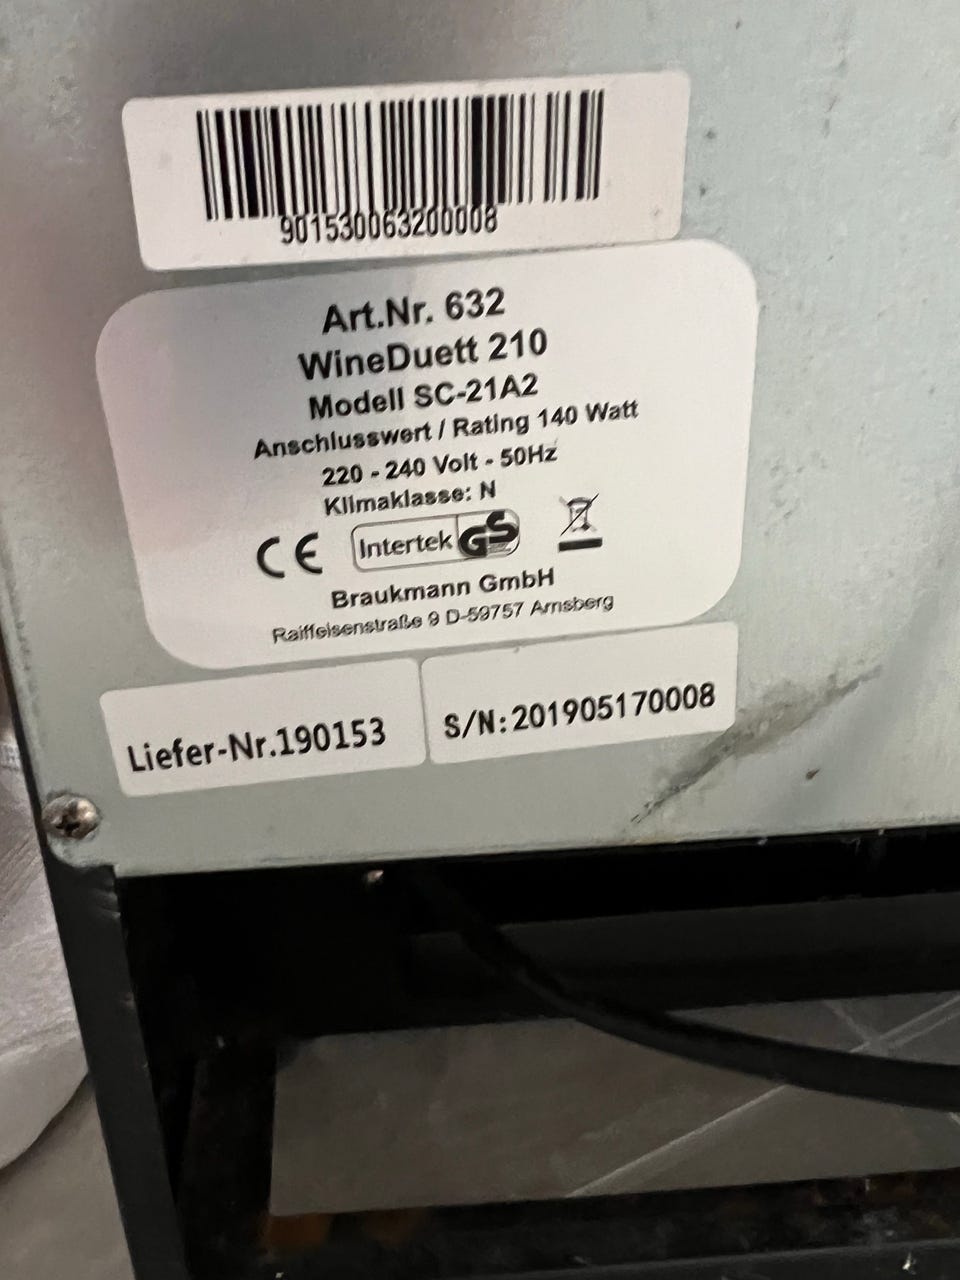 901530063200008
Art.Nr. 632
WineDuett 210
Modell SC-21A2
Anschlusswert / Rating 140 Watt
220 - 240 Volt - 50Hz
Klimaklasse: N
CE Intertek GS
Braukmann GmbH
Raiffeisenstraße 9 D-59757 Arnsberg
Liefer-Nr.190153
S/N:201905170008